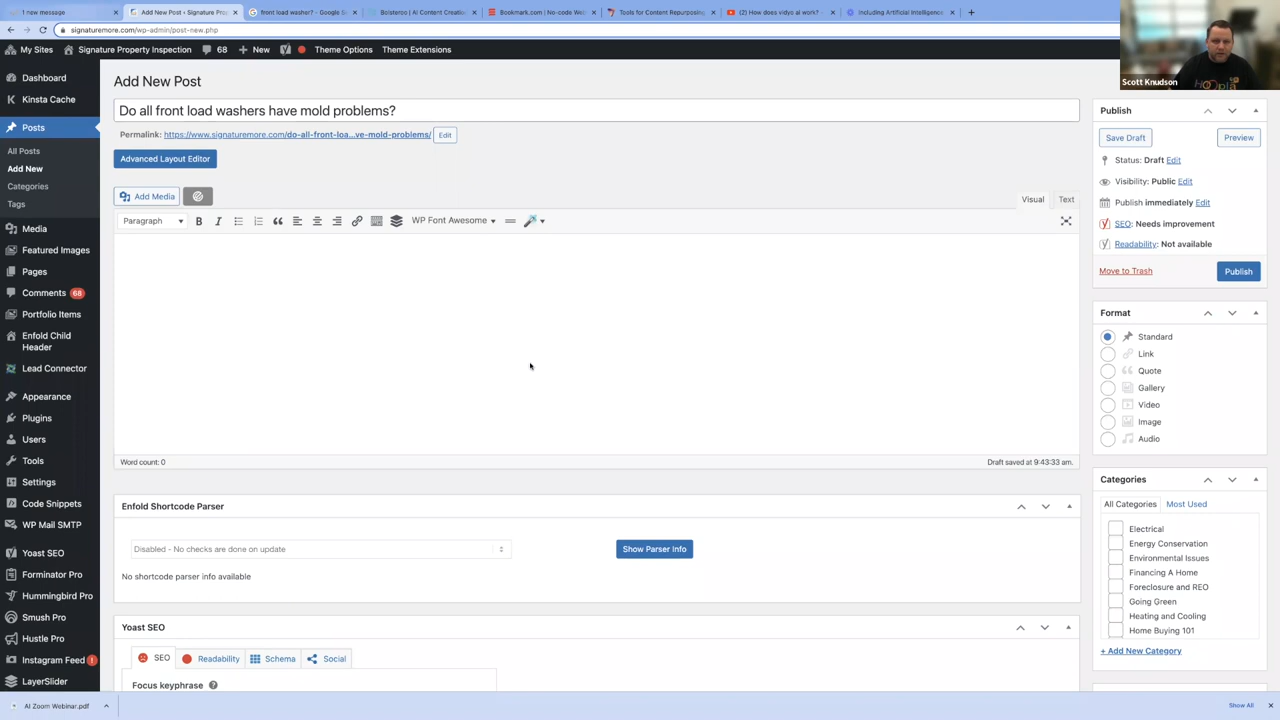 1 new message
Add New Post ‹ Signature Pro
front load washer? - Google S
Bolateros | AI Content Creation
Bookmark.com | No-code Web
Tools for Content Repurposing
(2) How does vidyo ai work? -
Including Artificial Intelligence
signaturemore.com/wp-admin/post-new.php
My Sites
Signature Property Inspection
68
New
Theme Options
Theme Extensions
Scott Knudson
Dashboard
Kinsta Cache
Posts
All Posts
Add New
Categories
Tags
Media
Featured Images
Pages
Comments 68
Portfolio Items
Enfold Child
Header
Lead Connector
Appearance
Plugins
Users
Tools
Settings
Code Snippets
WP Mail SMTP
Yoast SEO
Forminator Pro
Hummingbird Pro
Smush Pro
Hustle Pro
Instagram Feed !
LayerSlider
Add New Post
Do all front load washers have mold problems?
Permalink: https://www.signaturemore.com/do-all-front-loa...ve-mold-problems/ Edit
Advanced Layout Editor
Add Media
Visual Text
Paragraph
B I
WP Font Awesome
Word count: 0
Draft saved at 9:43:33 am.
Enfold Shortcode Parser
Disabled - No checks are done on update
Show Parser Info
No shortcode parser info available
Yoast SEO
SEO
Readability
Schema
Social
Focus keyphrase ?
Publish
Save Draft
Preview
Status: Draft Edit
Visibility: Public Edit
Publish immediately Edit
SEO: Needs improvement
Readability: Not available
Move to Trash
Publish
Format
Standard
Link
Quote
Gallery
Video
Image
Audio
Categories
All Categories Most Used
Electrical
Energy Conservation
Environmental Issues
Financing A Home
Foreclosure and REO
Going Green
Heating and Cooling
Home Buying 101
+ Add New Category
AI Zoom Webinar.pdf
Show All